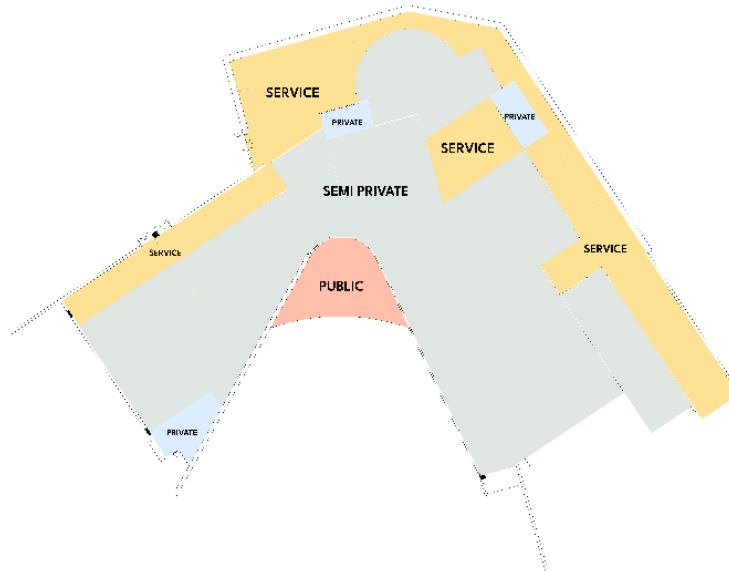 SERVICE
PRIVATE
PRIVATE
SERVICE
SEMI PRIVATE
SERVICE
SERVICE
PUBLIC
PRIVATE